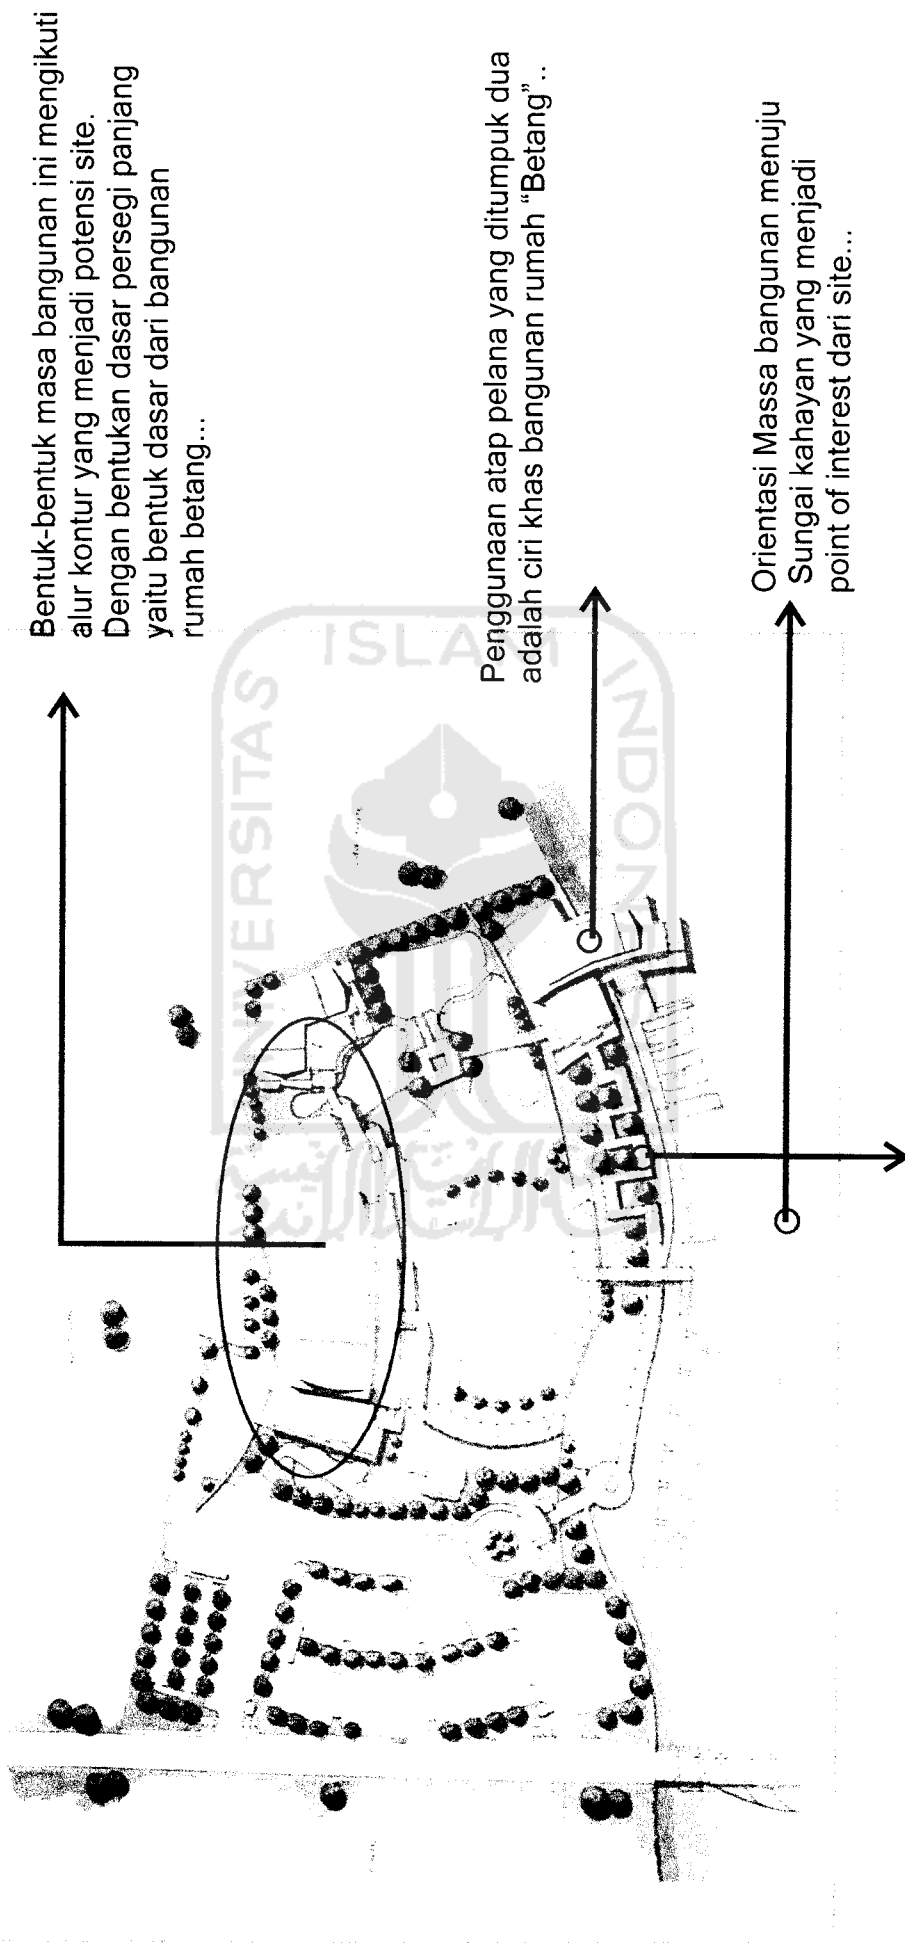 Bentuk-bentuk masa bangunan ini mengikuti
alur kontur yang menjadi potensi site.
Dengan bentukan dasar persegi panjang
yaitu bentuk dasar dari bangunan
rumah betang...
Penggunaan atap pelana yang ditumpuk dua
adalah ciri khas bangunan rumah “Betang”..
Orientasi Massa bangunan menuju
Sungai kahayan yang menjadi
point of interest dari site...
UNIVERSITAS
ISLAM